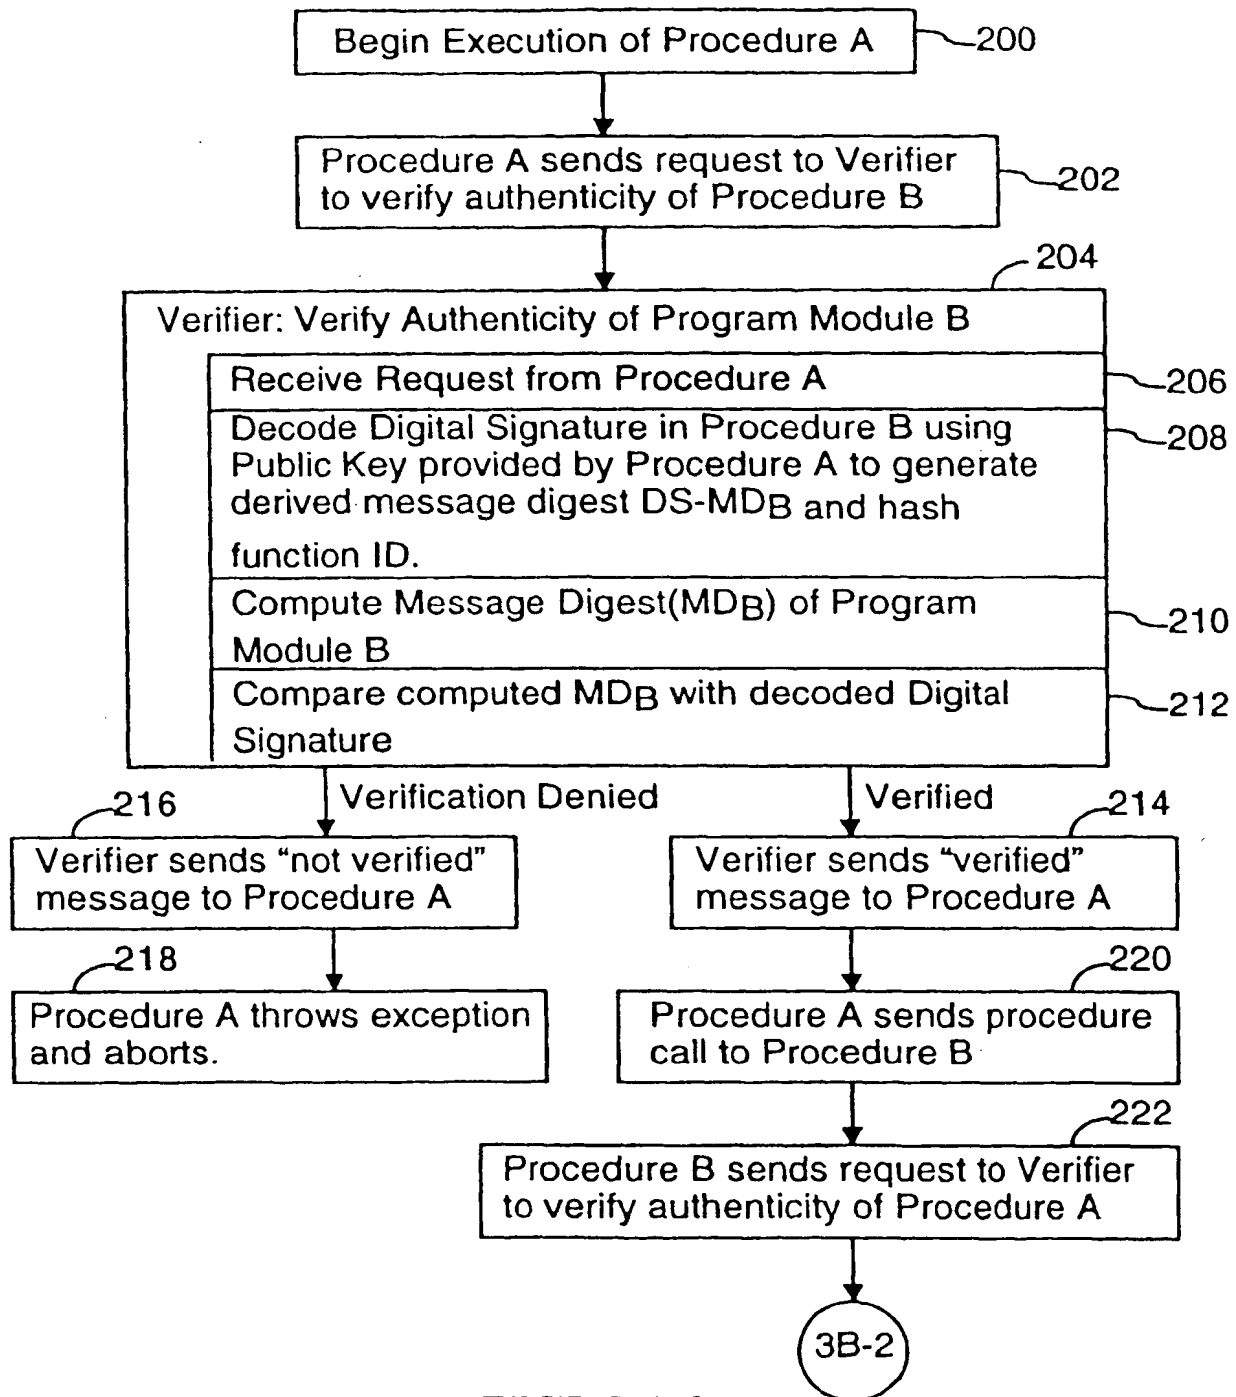 Begin Execution of Procedure A
200
Procedure A sends request to Verifier
to verify authenticity of Procedure B
202
204
Verifier: Verify Authenticity of Program Module B
Receive Request from Procedure A
206
Decode Digital Signature in Procedure B using
Public Key provided by Procedure A to generate
derived message digest DS-MDB and hash
function ID.
208
Compute Message Digest(MDB) of Program
Module B
210
Compare computed MDB with decoded Digital
Signature
212
Verification Denied
Verified
216
Verifier sends “not verified”
message to Procedure A
214
Verifier sends “verified”
message to Procedure A
218
Procedure A throws exception
and aborts.
220
Procedure A sends procedure
call to Procedure B
222
Procedure B sends request to Verifier
to verify authenticity of Procedure A
3B-2